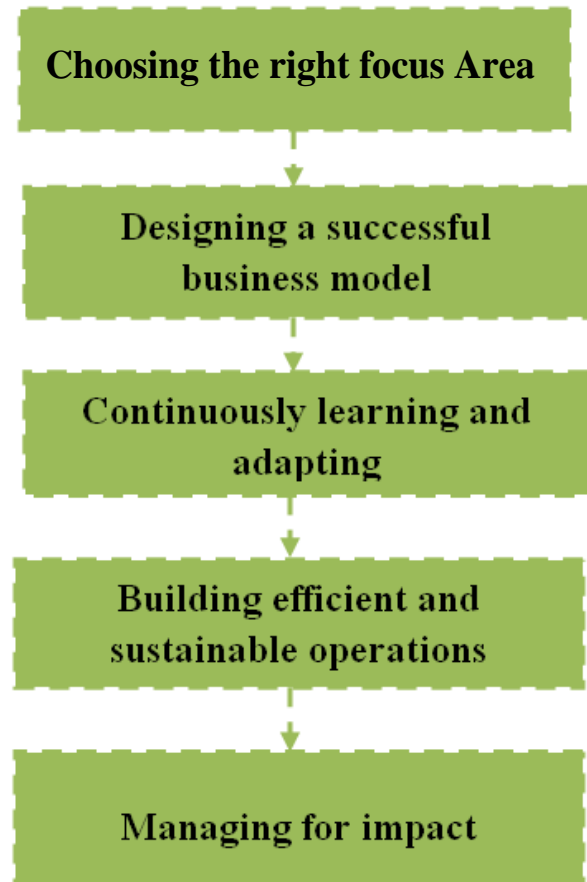 Choosing the right focus Area
Designing a successful
business model
Continuously learning and
adapting
Building efficient and
sustainable operations
Managing for impact